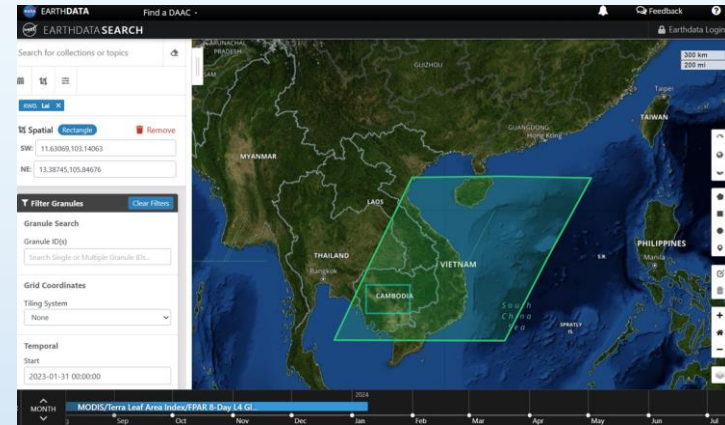 EARTHDATA
Find a DAAC
Feedback
EARTHDATA SEARCH
Earthdata Login
Search for collections or topics
Lai X
Spatial
Rectangle
Remove
SW: 11.63069,103.14063
NE: 13.38745,105.84676
Filter Granules
Clear Filters
Granule Search
Granule ID(s)
Search Single or Multiple Granule IDs...
Grid Coordinates
Tiling System
None
Temporal
Start
2023-01-31 00:00:00
300 km
200 mi
PRADESH
GUIZHOU
Taipei
TAIWAN
GUANGDONG
Hong Kong
MYANMAR
LAOS
THAILAND
Bangkok
VIETNAM
CAMBODIA
PHILIPPINES
Manila
South
China
Sea
SPRATLY
IS.
2024
MONTH
MODIS/Terra Leaf Area Index/FPAR 8-Day L4 Gl...
Sep
Oct
Nov
Dec
Jan
Feb
Mar
Apr
May
Jun
Jul